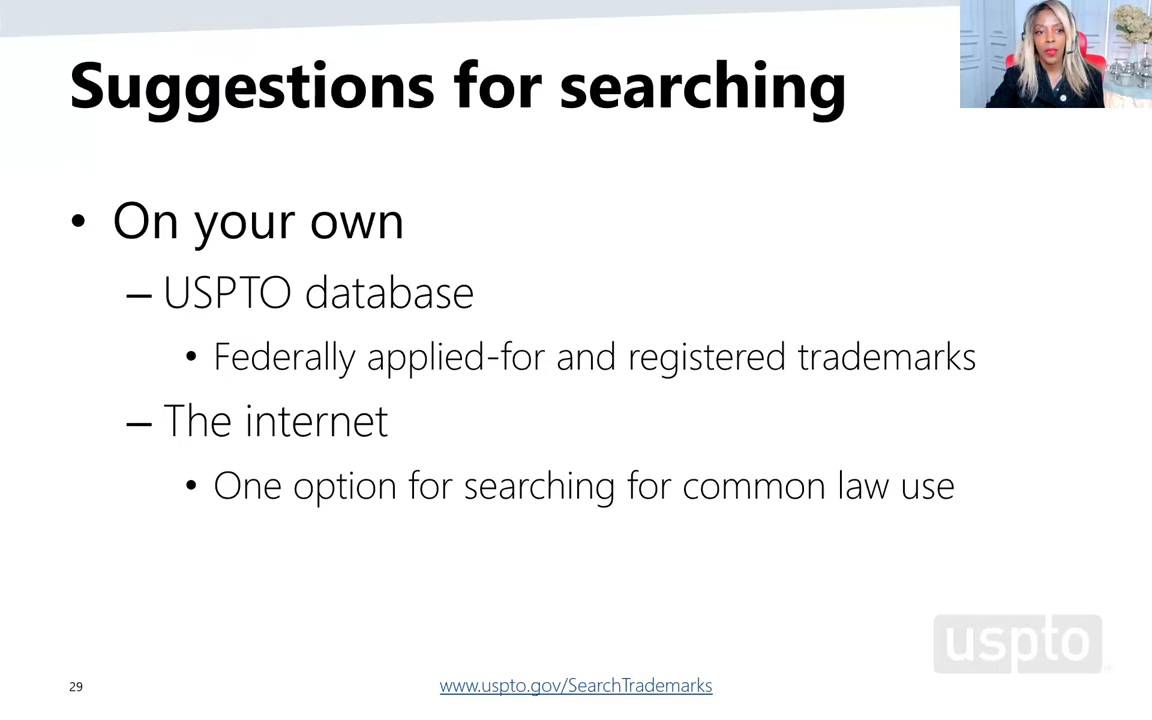 Suggestions for searching
• On your own
– USPTO database
• Federally applied-for and registered trademarks
– The internet
• One option for searching for common law use
uspto
29
www.uspto.gov/SearchTrademarks